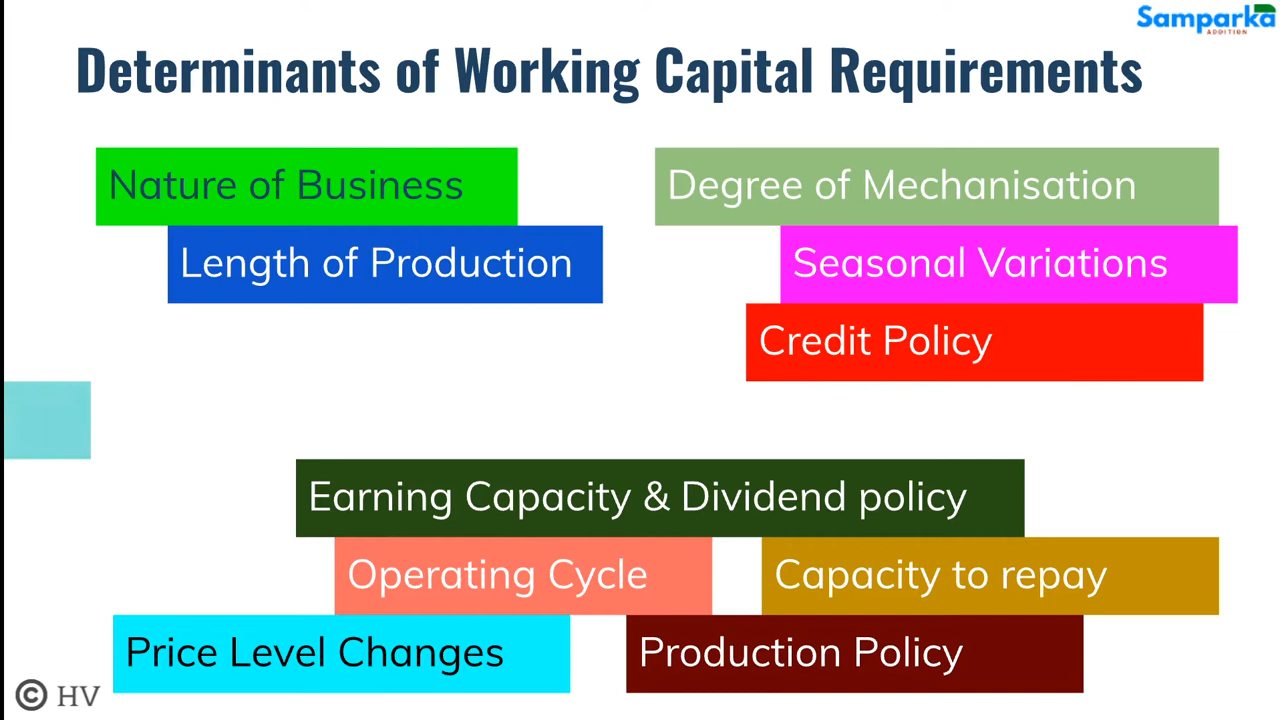 Samparka
ADDITION
Determinants of Working Capital Requirements
Nature of Business
Degree of Mechanisation
Length of Production
Seasonal Variations
Credit Policy
Earning Capacity & Dividend policy
Operating Cycle
Capacity to repay
Price Level Changes
Production Policy
© HV